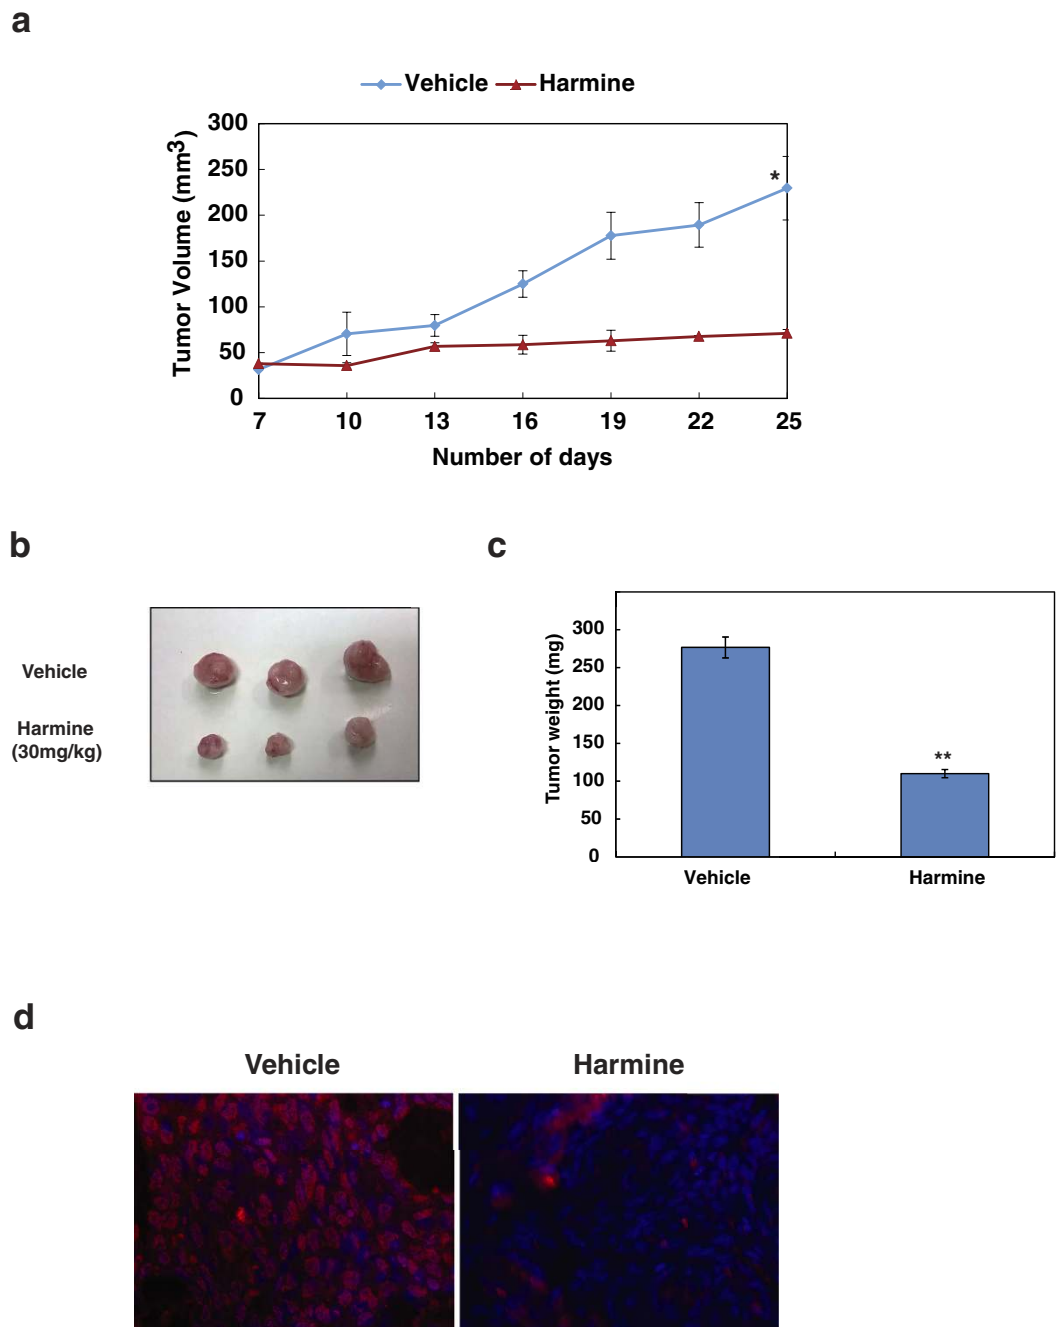 a
Vehicle Harmine
Tumor Volume (mm3)
300
250
200
150
100
50
0
7 10 13 16 19 22 25
*
Number of days
b
Vehicle
Harmine
(30mg/kg)
c
Tumor weight (mg)
300
250
200
150
100
50
0
**
Vehicle Harmine
d
Vehicle Harmine